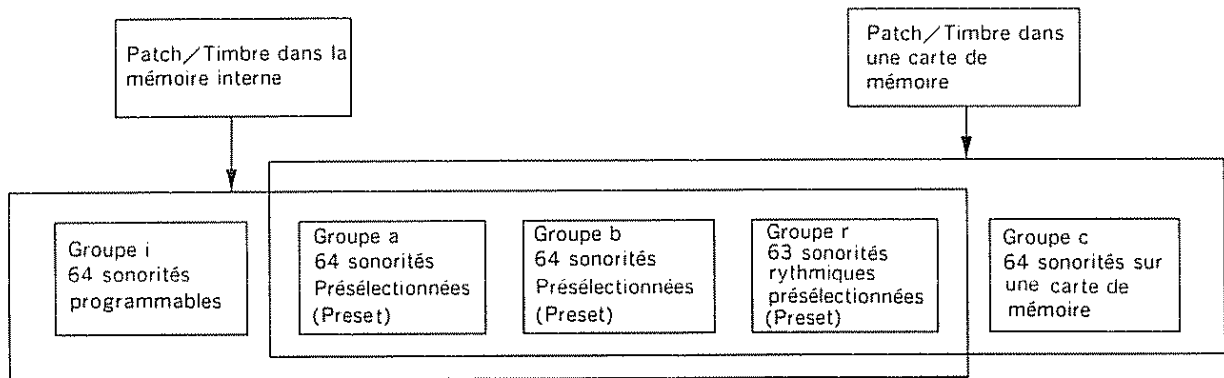 Patch/Timbre dans la
mémoire interne
Patch/Timbre dans
une carte de
mémoire
Groupe i
64 sonorités
programmables
Groupe a
64 sonorités
Présélectionnées
(Preset)
Groupe b
64 sonorités
Présélectionnées
(Preset)
Groupe r
63 sonorités
rythmiques
présélectionnées
(Preset)
Groupe c
64 sonorités sur
une carte de
mémoire